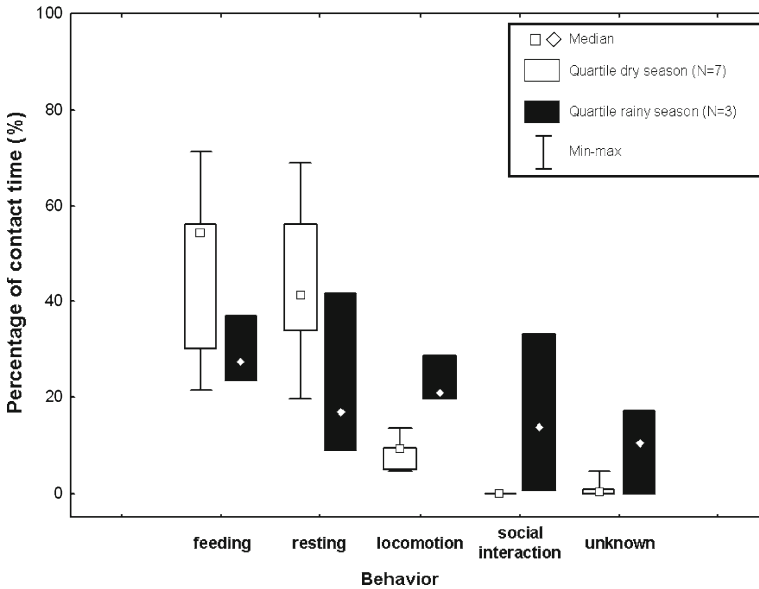 Percentage of contact time (%)
100
80
60
40
20
0
Median
Quartile dry season (N=7)
Quartile rainy season (N=3)
Min-max
feeding
resting
locomotion
social
interaction
unknown
Behavior